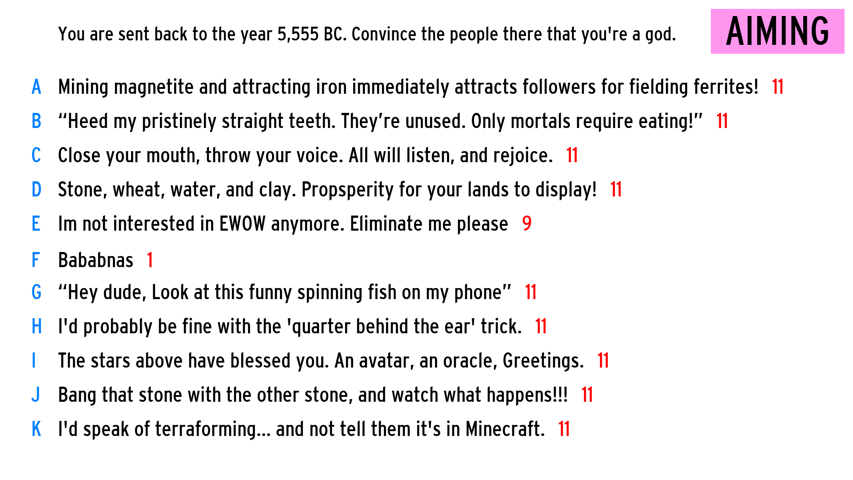 You are sent back to the year 5,555 BC. Convince the people there that you're a god.
AIMING
A Mining magnetite and attracting iron immediately attracts followers for fielding ferrites! 11
B “Heed my pristinely straight teeth. They’re unused. Only mortals require eating!” 11
C Close your mouth, throw your voice. All will listen, and rejoice. 11
D Stone, wheat, water, and clay. Propsperity for your lands to display! 11
E Im not interested in EWOW anymore. Eliminate me please 9
F Bababnas 1
G “Hey dude, Look at this funny spinning fish on my phone” 11
H I'd probably be fine with the 'quarter behind the ear' trick. 11
I The stars above have blessed you. An avatar, an oracle, Greetings. 11
J Bang that stone with the other stone, and watch what happens!!! 11
K I'd speak of terraforming... and not tell them it's in Minecraft. 11